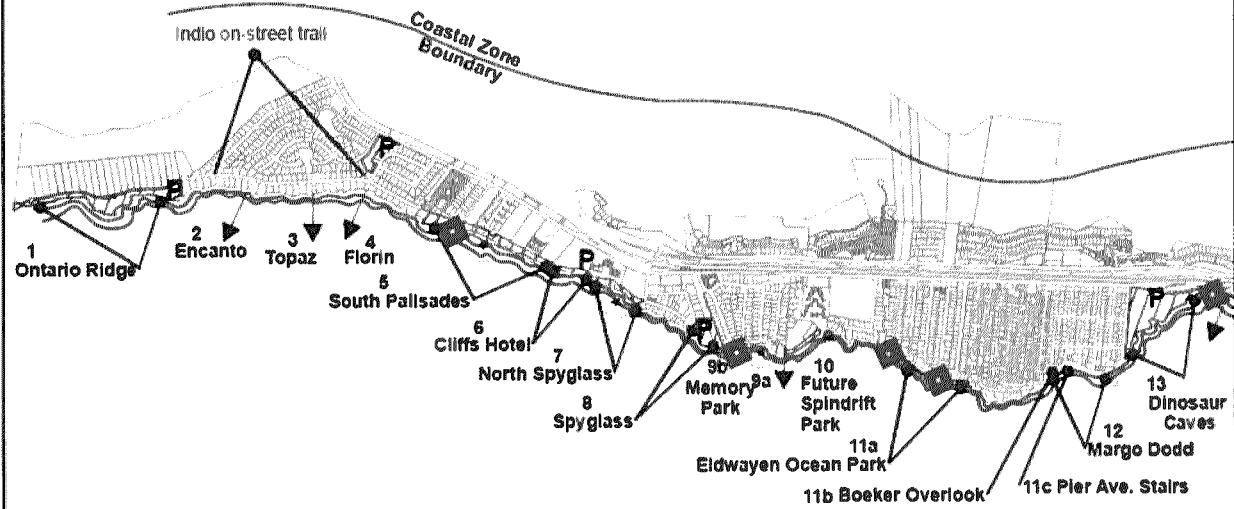 Indio on-street trail
Coastal Zone
Boundary
P
P
1
Ontario Ridge
2
Encanto
3
Topaz
4
Florin
5
South Palisades
P
6
Cliffs Hotel
7
North Spyglass
P
8
Spyglass
9b
Memory
Park
9a
10
Future
Spindrift
Park
11a
Eldwayen Ocean Park
11b Boeker Overlook
11c Pier Ave. Stairs
12
Margo Dodd
P
13
Dinosaur
Caves